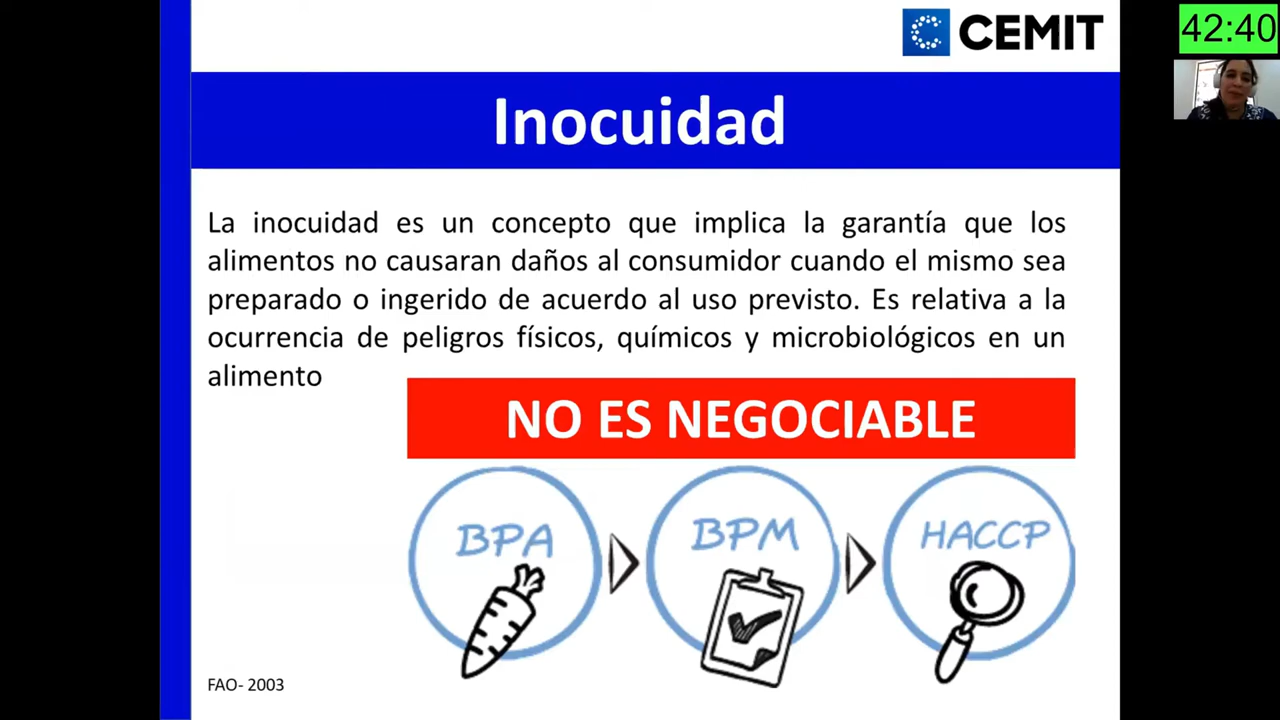 CEMIT
42:40
Inocuidad
La inocuidad es un concepto que implica la garantía que los
alimentos no causaran daños al consumidor cuando el mismo sea
preparado o ingerido de acuerdo al uso previsto. Es relativa a la
ocurrencia de peligros físicos, químicos y microbiológicos en un
alimento
NO ES NEGOCIABLE
BPA
BPM
HACCP
FAO- 2003